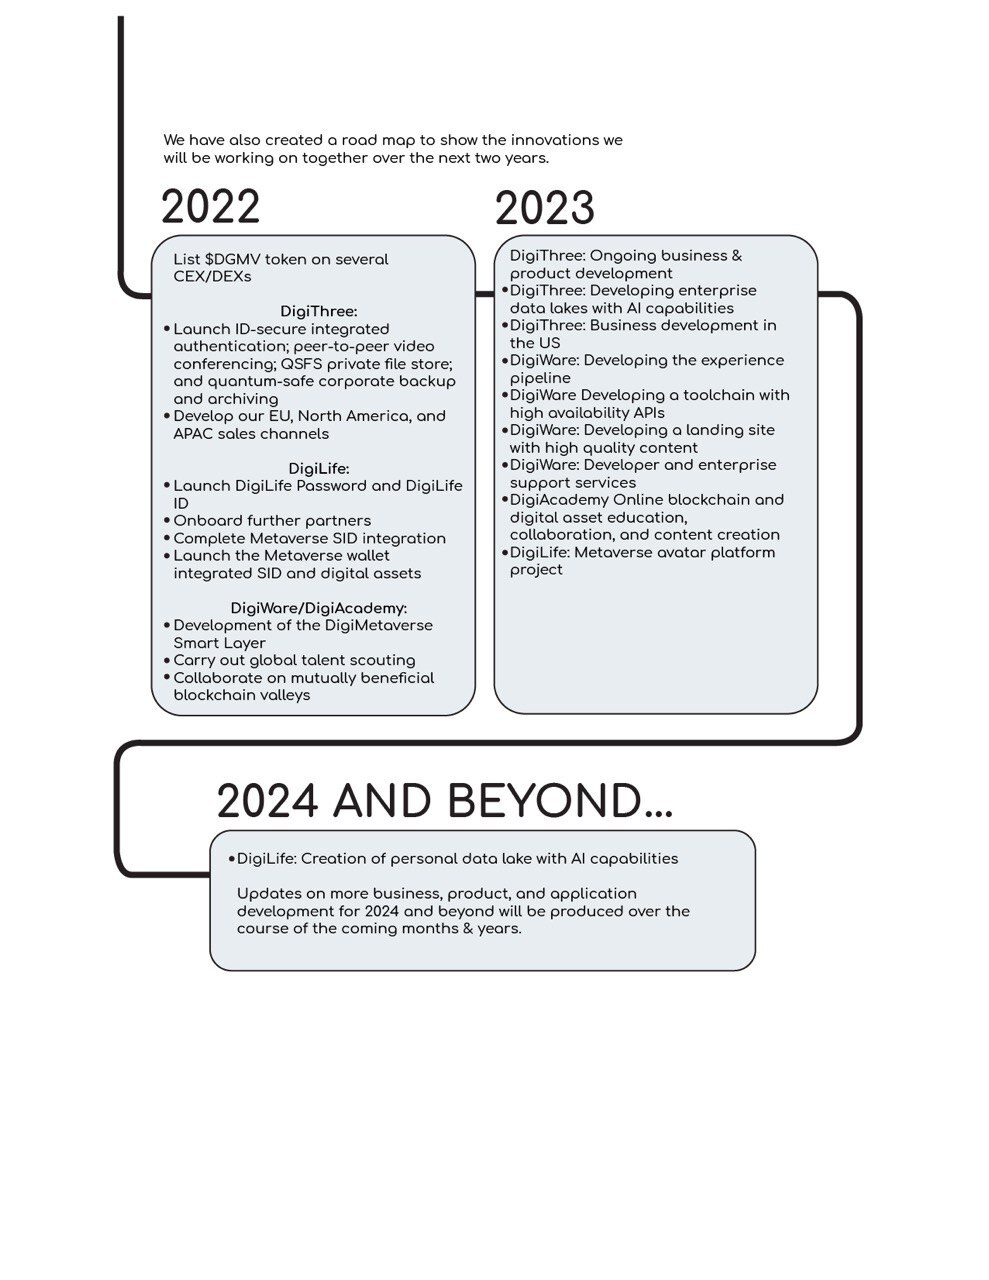 We have also created a road map to show the innovations we
will be working on together over the next two years.
2022
List $DGMV token on several
CEX/DEXs
DigiThree:
• Launch ID-secure integrated
authentication; peer-to-peer video
conferencing; QSFS private file store;
and quantum-safe corporate backup
and archiving
• Develop our EU, North America, and
APAC sales channels
DigiLife:
• Launch DigiLife Password and DigiLife
ID
• Onboard further partners
• Complete Metaverse SID integration
• Launch the Metaverse wallet
integrated SID and digital assets
DigiWare/DigiAcademy:
• Development of the DigiMetaverse
Smart Layer
• Carry out global talent scouting
• Collaborate on mutually beneficial
blockchain valleys
2023
DigiThree: Ongoing business &
product development
• DigiThree: Developing enterprise
data lakes with AI capabilities
• DigiThree: Business development in
the US
• DigiWare: Developing the experience
pipeline
• DigiWare Developing a toolchain with
high availability APIs
• DigiWare: Developing a landing site
with high quality content
• DigiWare: Developer and enterprise
support services
• DigiAcademy Online blockchain and
digital asset education,
collaboration, and content creation
• DigiLife: Metaverse avatar platform
project
2024 AND BEYOND...
• DigiLife: Creation of personal data lake with AI capabilities
Updates on more business, product, and application
development for 2024 and beyond will be produced over the
course of the coming months & years.